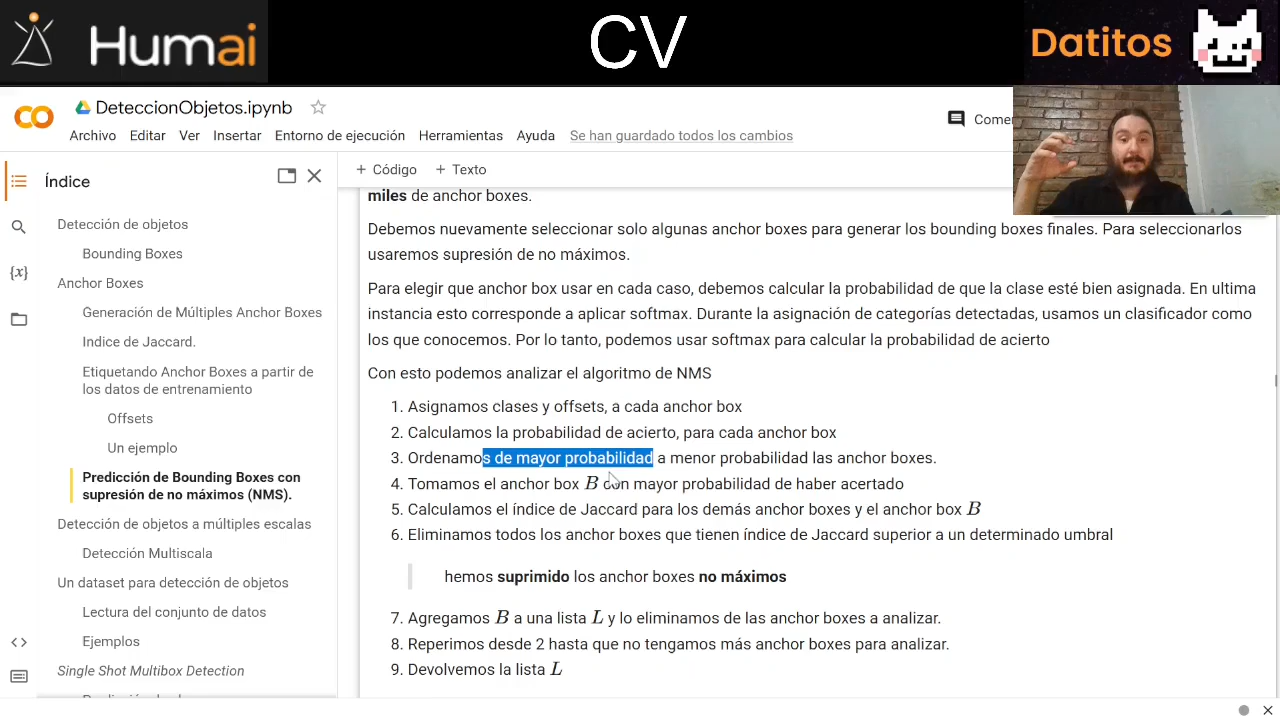 Humai
CV
Datitos
DeteccionObjetos.ipynb
Archivo Editar Ver Insertar Entorno de ejecución Herramientas Ayuda Se han guardado todos los cambios
+ Código + Texto
Índice
Detección de objetos
Bounding Boxes
Anchor Boxes
Generación de Múltiples Anchor Boxes
Indice de Jaccard.
Etiquetando Anchor Boxes a partir de
los datos de entrenamiento
Offsets
Un ejemplo
Predicción de Bounding Boxes con
supresión de no máximos (NMS).
Detección de objetos a múltiples escalas
Detección Multiscala
Un dataset para detección de objetos
Lectura del conjunto de datos
Ejemplos
Single Shot Multibox Detection
miles de anchor boxes.
Debemos nuevamente seleccionar solo algunas anchor boxes para generar los bounding boxes finales. Para seleccionarlos
usaremos supresión de no máximos.
Para elegir que anchor box usar en cada caso, debemos calcular la probabilidad de que la clase esté bien asignada. En ultima
instancia esto corresponde a aplicar softmax. Durante la asignación de categorías detectadas, usamos un clasificador como
los que conocemos. Por lo tanto, podemos usar softmax para calcular la probabilidad de acierto
Con esto podemos analizar el algoritmo de NMS
1. Asignamos clases y offsets, a cada anchor box
2. Calculamos la probabilidad de acierto, para cada anchor box
3. Ordenamos de mayor probabilidad a menor probabilidad las anchor boxes.
4. Tomamos el anchor box B con mayor probabilidad de haber acertado
5. Calculamos el índice de Jaccard para los demás anchor boxes y el anchor box B
6. Eliminamos todos los anchor boxes que tienen índice de Jaccard superior a un determinado umbral
hemos suprimido los anchor boxes no máximos
7. Agregamos B a una lista L y lo eliminamos de las anchor boxes a analizar.
8. Reperimos desde 2 hasta que no tengamos más anchor boxes para analizar.
9. Devolvemos la lista L